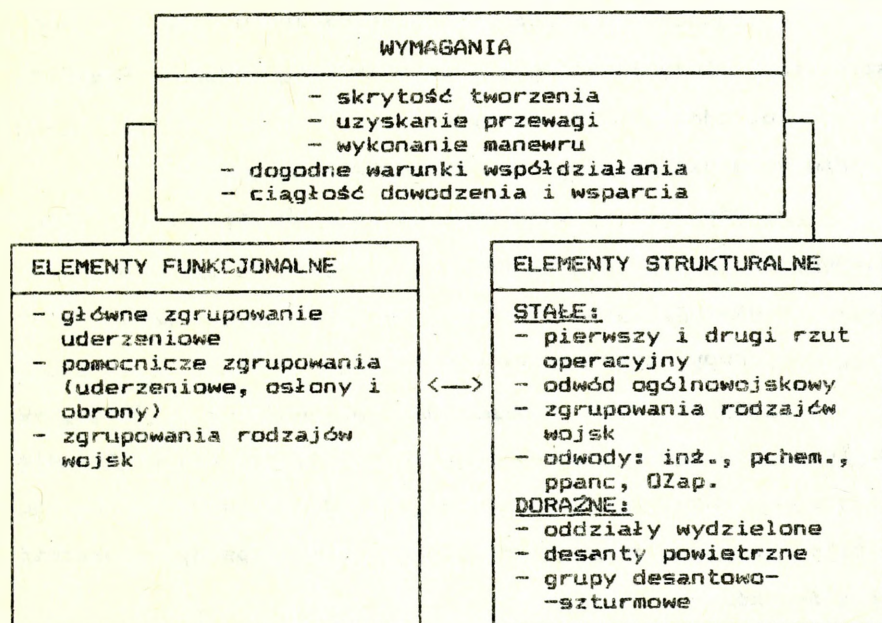 WYMAGANIA
- skrytość tworzenia
- uzyskanie przewagi
- wykonanie manewru
- dogodne warunki współdziałania
- ciągłość dowodzenia i wsparcia
ELEMENTY FUNKCJONALNE
- główne zgrupowanie
uderzeniowe
- pomocnicze zgrupowania
(uderzeniowe, osłony i
obrony)
- zgrupowania rodzajów
wojsk
<-->
ELEMENTY STRUKTURALNE
STAŁE:
- pierwszy i drugi rzut
operacyjny
- odwód ogólnowojskowy
- zgrupowania rodzajów
wojsk
- odwody: inż., pchem.,
ppanc, OZap.
DORAŹNE:
- oddziały wydzielone
- desanty powietrzne
- grupy desantowo-
-szturmowe